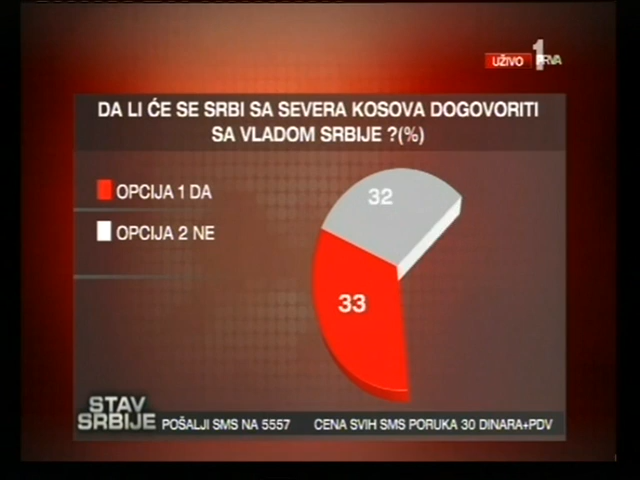 UŽIVO
1
PRVA
DA LI ĆE SE SRBI SA SEVERA KOSOVA DOGOVORITI
SA VLADOM SRBIJE ?(%)
OPCIJA 1 DA
OPCIJA 2 NE
32
33
STAV
SRBIJE
POŠALJI SMS NA 5557 CENA SVIH SMS PORUKA 30 DINARA+PDV